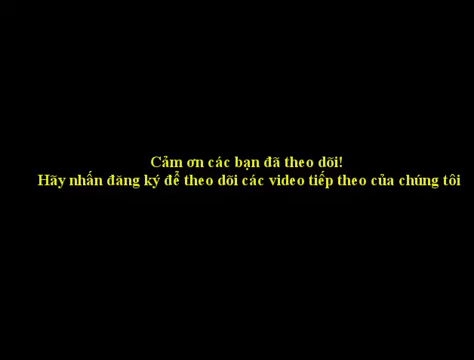 Cảm ơn các bạn đã theo dõi!
Hãy nhấn đăng ký để theo dõi các video tiếp theo của chúng tôi